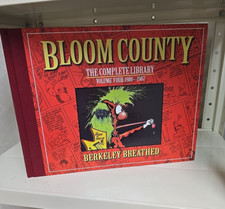 BLOOM COUNTY
THE COMPLETE LIBRARY
VOLUME FOUR 1986-1987
BERKELEY BREATHED